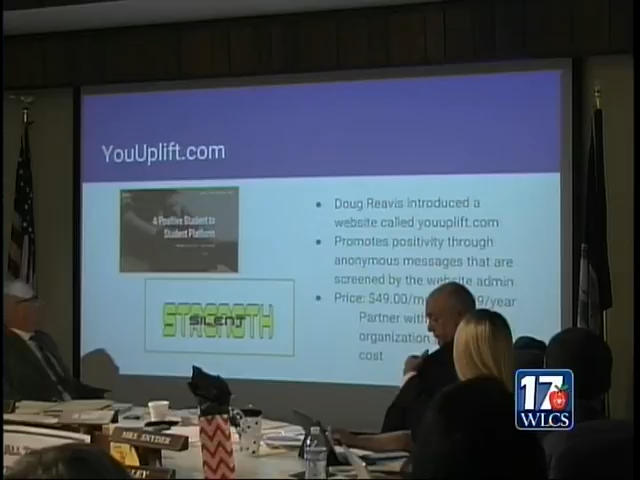 YouUplift.com
A Positive Student to
Student Platform
Doug Reavis introduced a
website called youuplift.com
Promotes positivity through
anonymous messages that are
screened by the website admin
Price: $49.00/m 9/year
Partner with
organization
cost
STRENGTH
SILENT
MRS SNYDER
17
WLCS